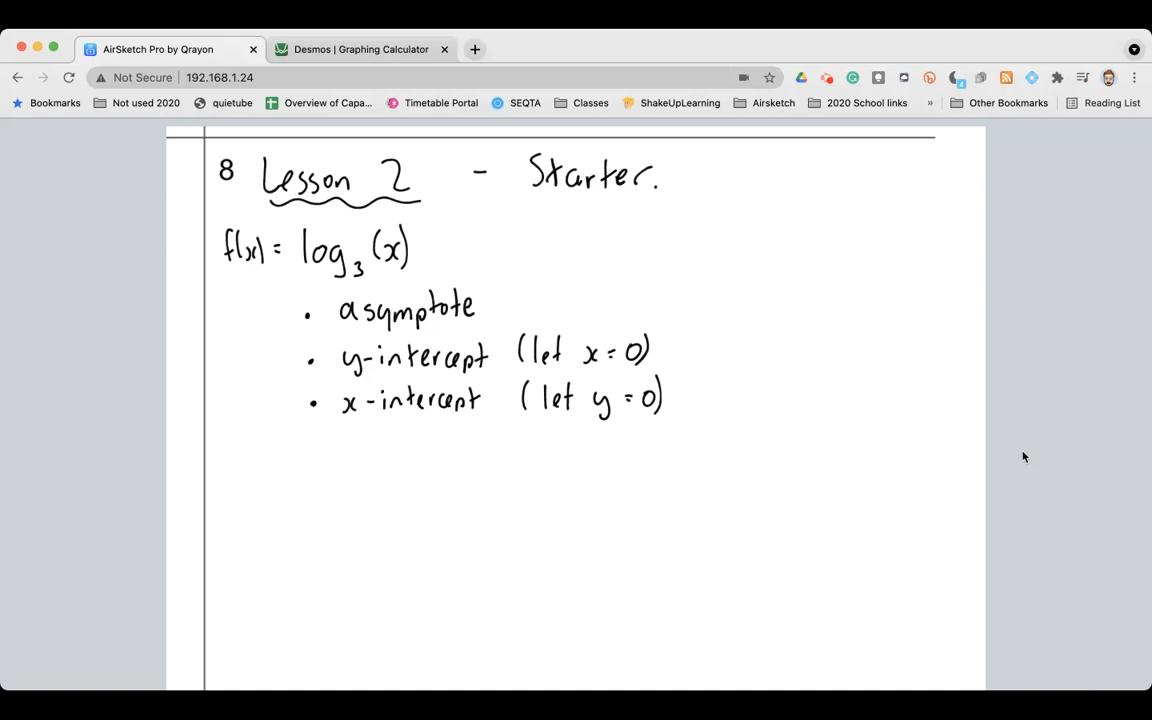 AirSketch Pro by Qrayon
Desmos | Graphing Calculator
Not Secure 192.168.1.24
Bookmarks Not used 2020 quietube Overview of Capa... Timetable Portal SEQTA Classes ShakeUpLearning Airsketch 2020 School links » Other Bookmarks Reading List
8 Lesson 2 - Starter.
f(x) = log₃(x)
• asymptote
• y-intercept (let x = 0)
• x-intercept (let y = 0)